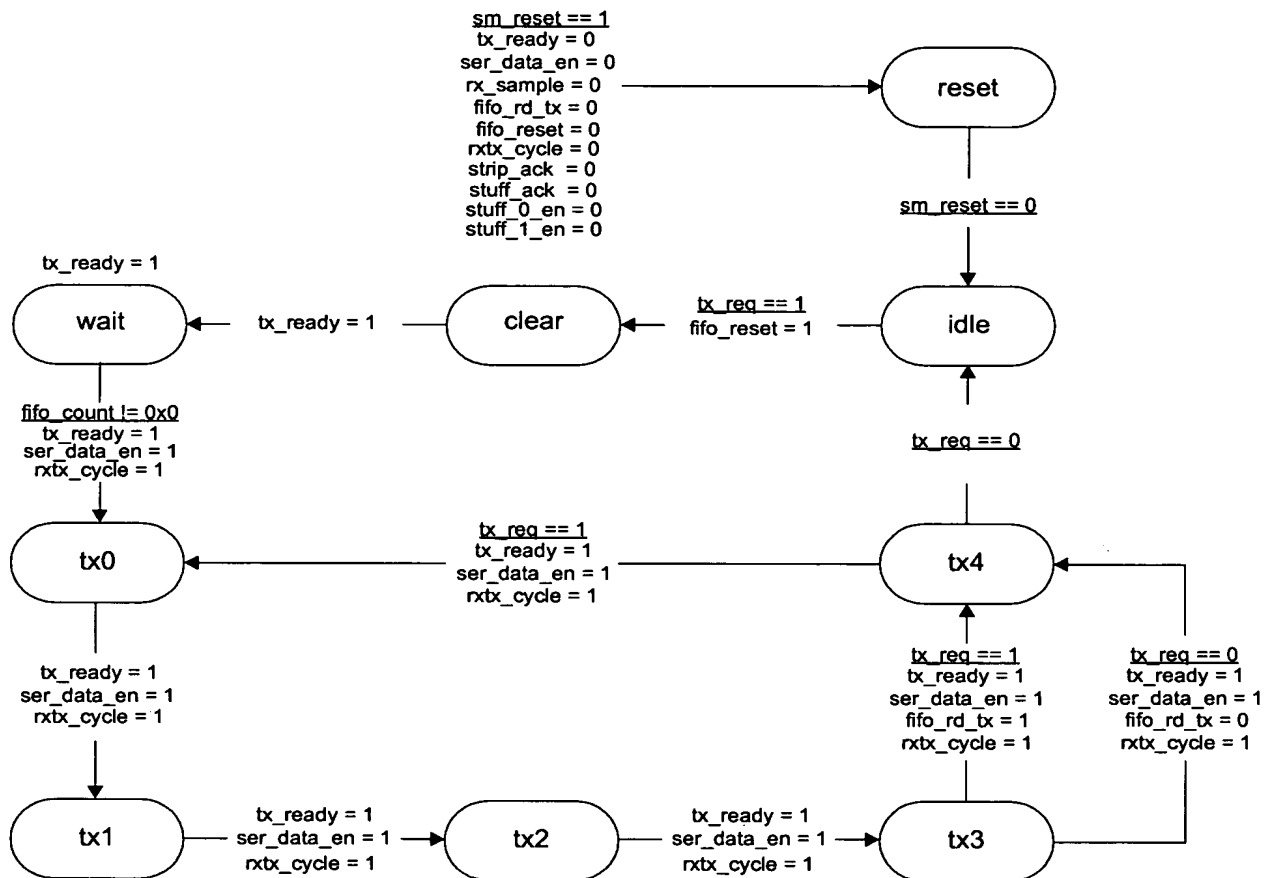 sm_reset == 1
tx_ready = 0
ser_data_en = 0
rx_sample = 0
fifo_rd_tx = 0
fifo_reset = 0
rxtx_cycle = 0
strip_ack = 0
stuff_ack = 0
stuff_0_en = 0
stuff_1_en = 0
reset
sm_reset == 0
tx_ready = 1
wait
tx_ready = 1
clear
tx_req == 1
fifo_reset = 1
idle
fifo_count != 0x0
tx_ready = 1
ser_data_en = 1
rxtx_cycle = 1
tx_req == 0
tx0
tx_req == 1
tx_ready = 1
ser_data_en = 1
rxtx_cycle = 1
tx4
tx_ready = 1
ser_data_en = 1
rxtx_cycle = 1
tx_req == 1
tx_ready = 1
ser_data_en = 1
fifo_rd_tx = 1
rxtx_cycle = 1
tx_req == 0
tx_ready = 1
ser_data_en = 1
fifo_rd_tx = 0
rxtx_cycle = 1
tx1
tx_ready = 1
ser_data_en = 1
rxtx_cycle = 1
tx2
tx_ready = 1
ser_data_en = 1
rxtx_cycle = 1
tx3